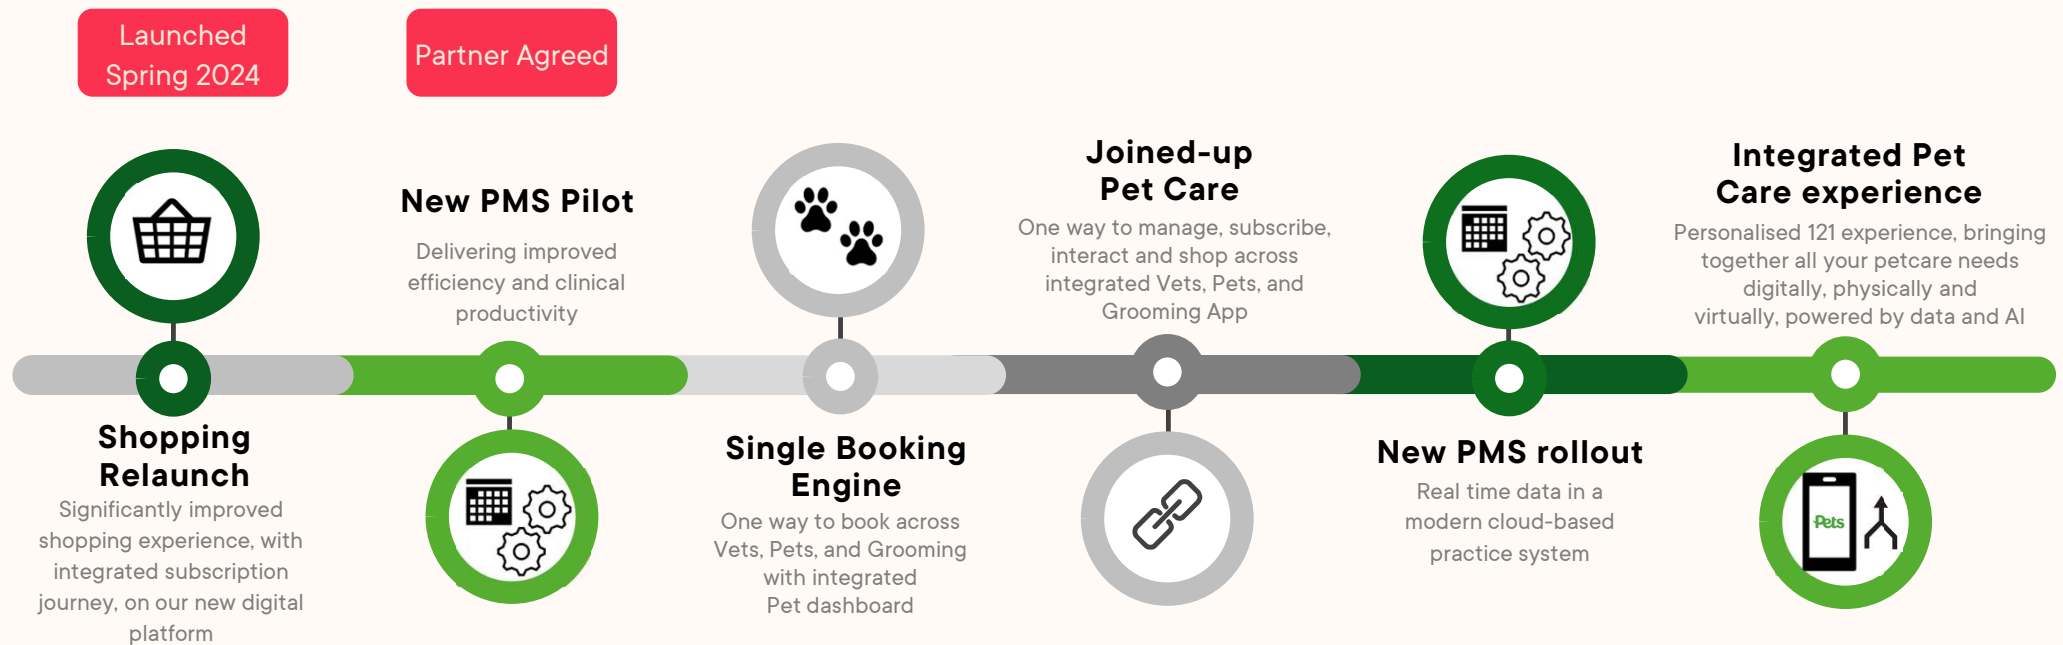 Launched
Spring 2024
Partner Agreed
Shopping
Relaunch
Significantly improved
shopping experience, with
integrated subscription
journey, on our new digital
platform
New PMS Pilot
Delivering improved
efficiency and clinical
productivity
Single Booking
Engine
One way to book across
Vets, Pets, and Grooming
with integrated
Pet dashboard
Joined-up
Pet Care
One way to manage, subscribe,
interact and shop across
integrated Vets, Pets, and
Grooming App
New PMS rollout
Real time data in a
modern cloud-based
practice system
Integrated Pet
Care experience
Personalised 121 experience, bringing
together all your petcare needs
digitally, physically and
virtually, powered by data and AI
Pets